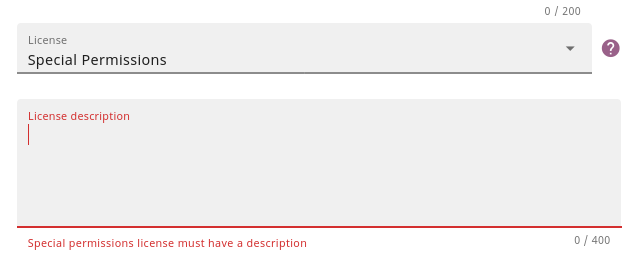 0 / 200
License
Special Permissions
?
License description
Special permissions license must have a description
0 / 400